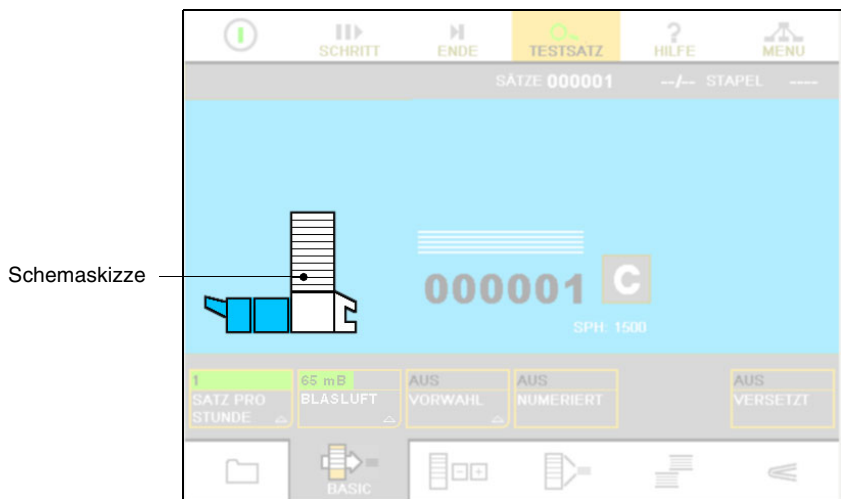 SCHRITT ENDE TESTSATZ HILFE MENU
SÄTZE 000001 --/-- STAPEL ----
Schemaskizze
000001 C
SPH: 1500
1 65 mB AUS AUS AUS
SATZ PRO STUNDE BLASLUFT VORWAHL NUMERIERT VERSETZT
BASIC